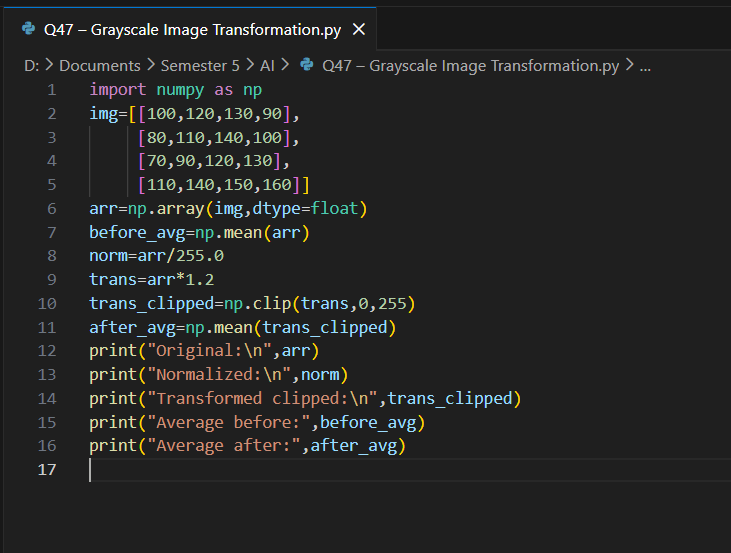 Q47 – Grayscale Image Transformation.py ×
D: > Documents > Semester 5 > AI > Q47 – Grayscale Image Transformation.py > ...
1 import numpy as np
2 img=[[100,120,130,90],
3 [80,110,140,100],
4 [70,90,120,130],
5 [110,140,150,160]]
6 arr=np.array(img,dtype=float)
7 before_avg=np.mean(arr)
8 norm=arr/255.0
9 trans=arr*1.2
10 trans_clipped=np.clip(trans,0,255)
11 after_avg=np.mean(trans_clipped)
12 print("Original:\n",arr)
13 print("Normalized:\n",norm)
14 print("Transformed clipped:\n",trans_clipped)
15 print("Average before:",before_avg)
16 print("Average after:",after_avg)
17